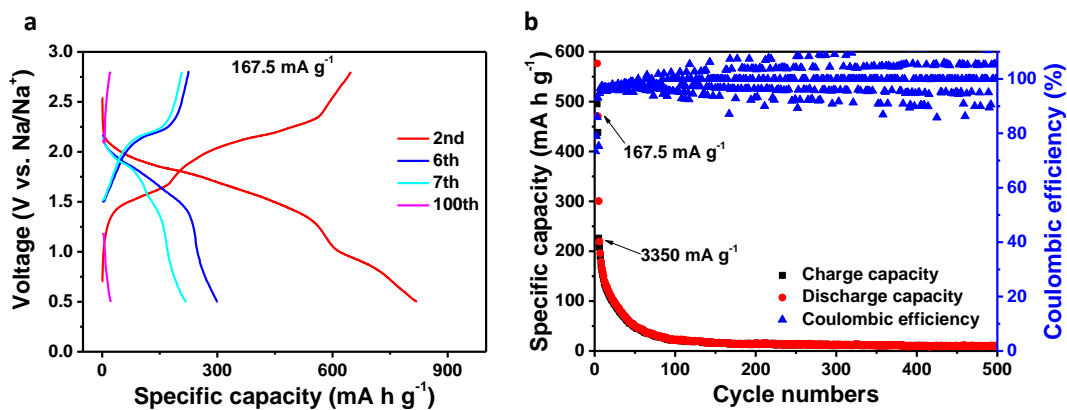 a
3.0
2.5
2.0
1.5
1.0
0.5
0.0
Voltage (V vs. Na/Na⁺)
167.5 mA g⁻¹
2nd
6th
7th
100th
0 300 600 900
Specific capacity (mA h g⁻¹)
b
600
500
400
300
200
100
0
Specific capacity (mA h g⁻¹)
167.5 mA g⁻¹
3350 mA g⁻¹
Charge capacity
Discharge capacity
Coulombic efficiency
100
80
60
40
20
0
Coulombic efficiency (%)
0 100 200 300 400 500
Cycle numbers